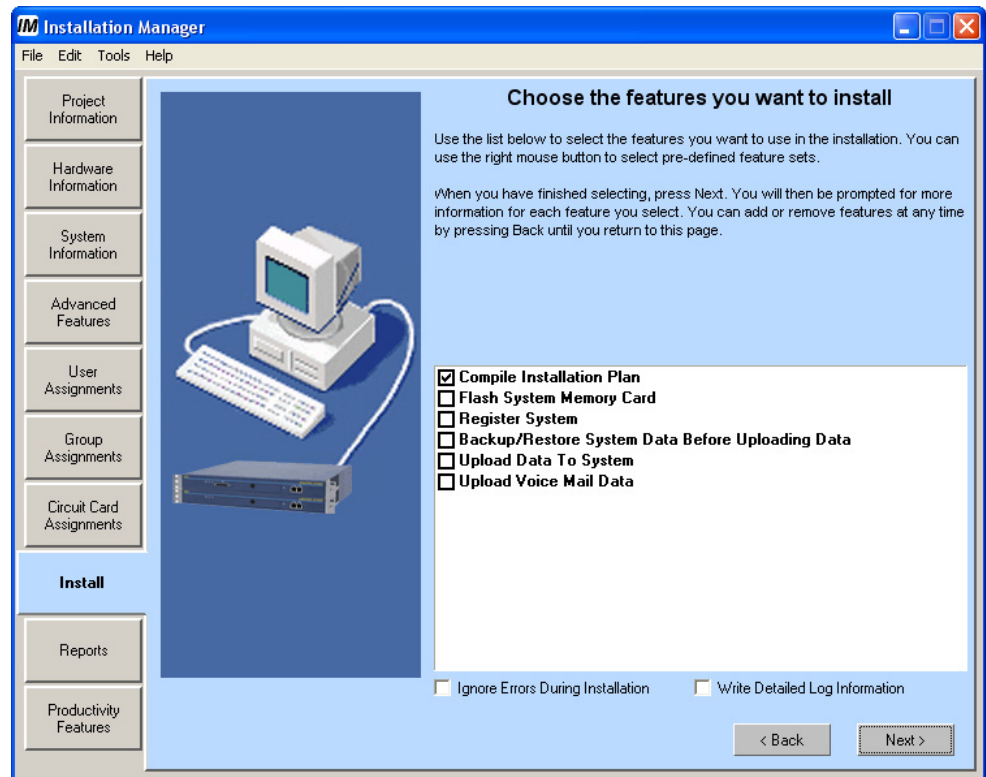 IM Installation Manager
File Edit Tools Help
Project
Information
Hardware
Information
System
Information
Advanced
Features
User
Assignments
Group
Assignments
Circuit Card
Assignments
Install
Reports
Productivity
Features
Choose the features you want to install
Use the list below to select the features you want to use in the installation. You can
use the right mouse button to select pre-defined feature sets.
When you have finished selecting, press Next. You will then be prompted for more
information for each feature you select. You can add or remove features at any time
by pressing Back until you return to this page.
Compile Installation Plan
Flash System Memory Card
Register System
Backup/Restore System Data Before Uploading Data
Upload Data To System
Upload Voice Mail Data
Ignore Errors During Installation
Write Detailed Log Information
< Back
Next >